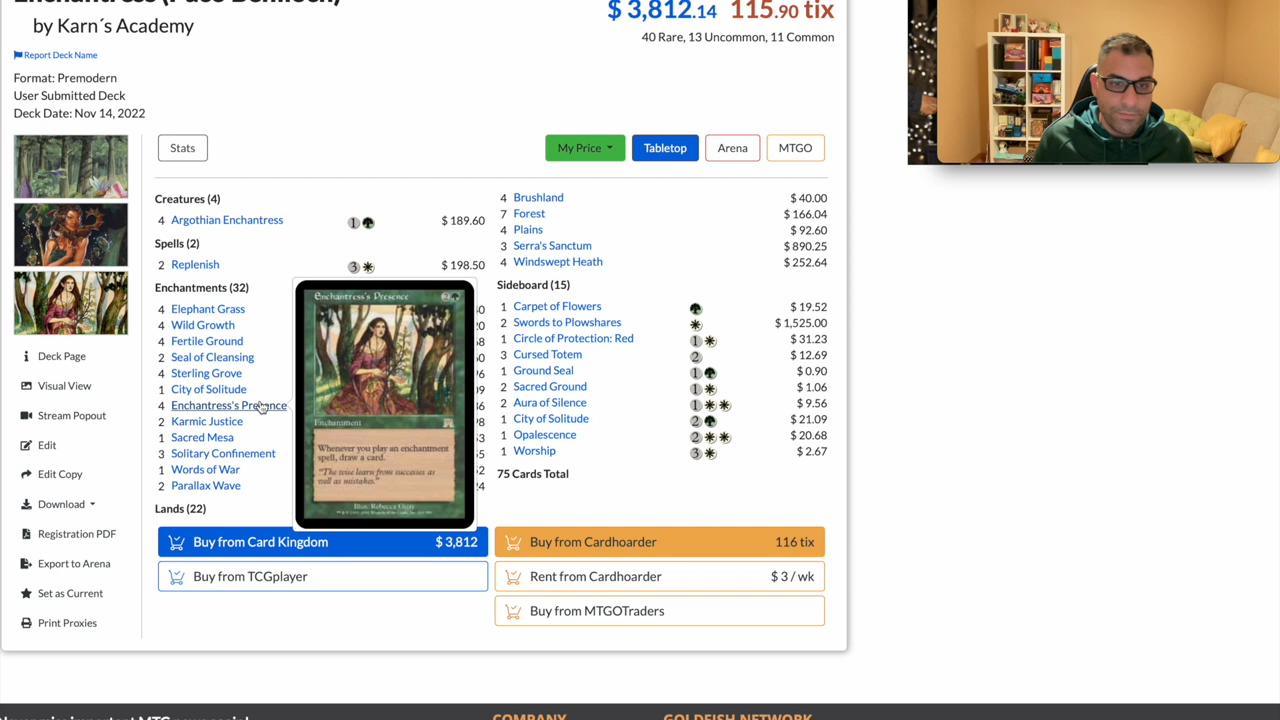 by Karn´s Academy
$ 3,812.14 115.90 tix
40 Rare, 13 Uncommon, 11 Common
Report Deck Name
Format: Premodern
User Submitted Deck
Deck Date: Nov 14, 2022
Stats
My Price
Tabletop
Arena
MTGO
Creatures (4)
4 Argothian Enchantress 1 $ 189.60
Spells (2)
2 Replenish 3 $ 198.50
Enchantments (32)
4 Elephant Grass
4 Wild Growth
4 Fertile Ground
2 Seal of Cleansing
4 Sterling Grove
1 City of Solitude
4 Enchantress's Presence
2 Karmic Justice
1 Sacred Mesa
3 Solitary Confinement
1 Words of War
2 Parallax Wave
Lands (22)
Enchantress's Presence 2
Enchantment
Whenever you play an enchantment
spell, draw a card.
"The wise learn from successes as
well as mistakes."
4 Brushland $ 40.00
7 Forest $ 166.04
4 Plains $ 92.60
3 Serra's Sanctum $ 890.25
4 Windswept Heath $ 252.64
Sideboard (15)
1 Carpet of Flowers $ 19.52
2 Swords to Plowshares $ 1,525.00
1 Circle of Protection: Red 1 $ 31.23
3 Cursed Totem 2 $ 12.69
1 Ground Seal 1 $ 0.90
2 Sacred Ground 1 $ 1.06
2 Aura of Silence 1 $ 9.56
1 City of Solitude 2 $ 21.09
1 Opalescence 2 $ 20.68
1 Worship 3 $ 2.67
75 Cards Total
Deck Page
Visual View
Stream Popout
Edit
Edit Copy
Download
Registration PDF
Export to Arena
Set as Current
Print Proxies
Buy from Card Kingdom $ 3,812
Buy from TCGplayer
Buy from Cardhoarder 116 tix
Rent from Cardhoarder $ 3 / wk
Buy from MTGOTraders
COMPANY
GOLDFISH NETWORK